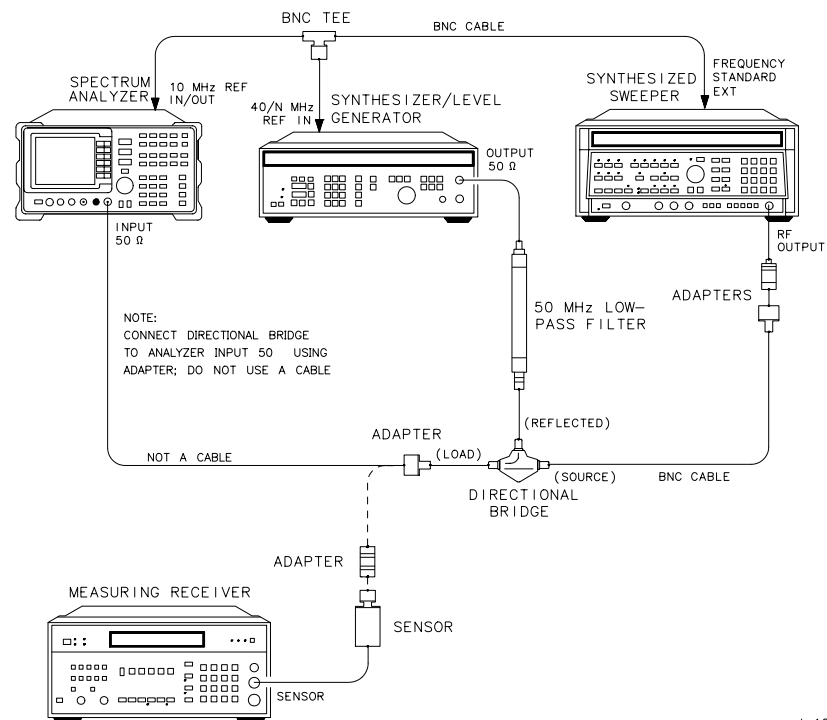 BNC TEE
BNC CABLE
SPECTRUM
ANALYZER
10 MHz REF
IN/OUT
40/N MHz
REF IN
SYNTHESIZER/LEVEL
GENERATOR
SYNTHESIZED
SWEEPER
FREQUENCY
STANDARD
EXT
OUTPUT
50 Ω
INPUT
50 Ω
RF
OUTPUT
ADAPTERS
50 MHz LOW-
PASS FILTER
NOTE:
CONNECT DIRECTIONAL BRIDGE
TO ANALYZER INPUT 50 USING
ADAPTER; DO NOT USE A CABLE
(REFLECTED)
ADAPTER
(LOAD)
NOT A CABLE
(SOURCE)
BNC CABLE
DIRECTIONAL
BRIDGE
ADAPTER
MEASURING RECEIVER
SENSOR
SENSOR